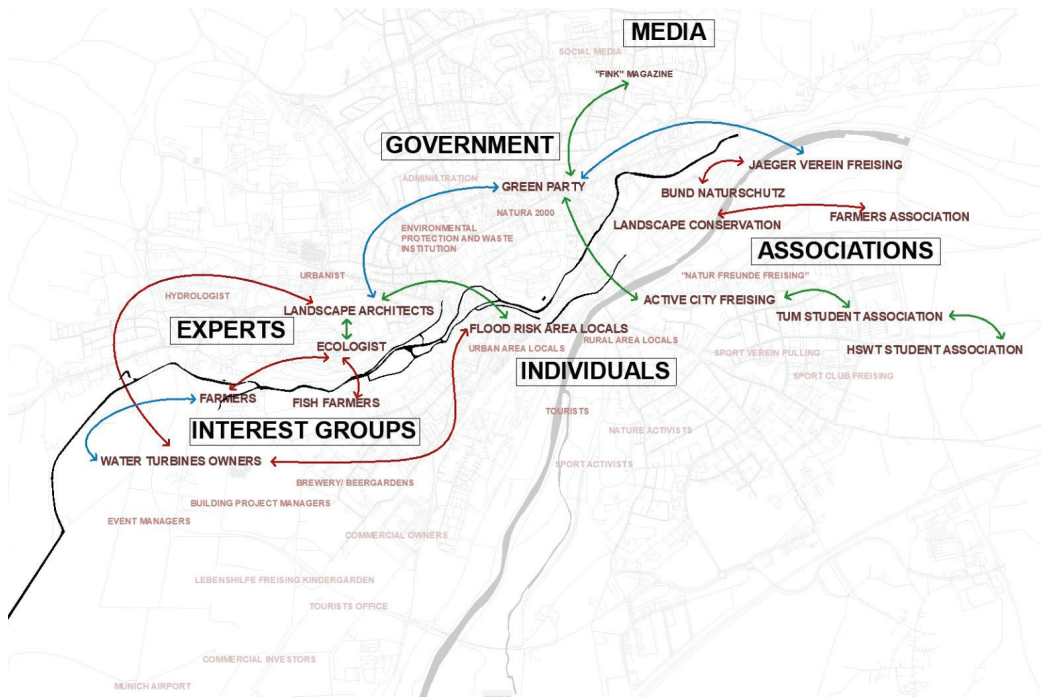 MEDIA
SOCIAL MEDIA
"FINK" MAGAZINE
GOVERNMENT
JAEGER VEREIN FREISING
ADMINISTRATION
GREEN PARTY
BUND NATURSCHUTZ
NATURA 2000
FARMERS ASSOCIATION
LANDSCAPE CONSERVATION
ENVIRONMENTAL
PROTECTION AND WASTE
INSTITUTION
ASSOCIATIONS
URBANIST
"NATUR FREUNDE FREISING"
HYDROLOGIST
ACTIVE CITY FREISING
LANDSCAPE ARCHITECTS
TUM STUDENT ASSOCIATION
EXPERTS
FLOOD RISK AREA LOCALS
RURAL AREA LOCALS
ECOLOGIST
URBAN AREA LOCALS
HSWT STUDENT ASSOCIATION
SPORT VEREIN PULLING
INDIVIDUALS
SPORT CLUB FREISING
FARMERS
FISH FARMERS
TOURISTS
INTEREST GROUPS
NATURE ACTIVISTS
WATER TURBINES OWNERS
SPORT ACTIVISTS
BREWERY/ BEERGARDENS
BUILDING PROJECT MANAGERS
EVENT MANAGERS
COMMERCIAL OWNERS
LEBENSHILFE FREISING KINDERGARDEN
TOURISTS OFFICE
COMMERCIAL INVESTORS
MUNICH AIRPORT